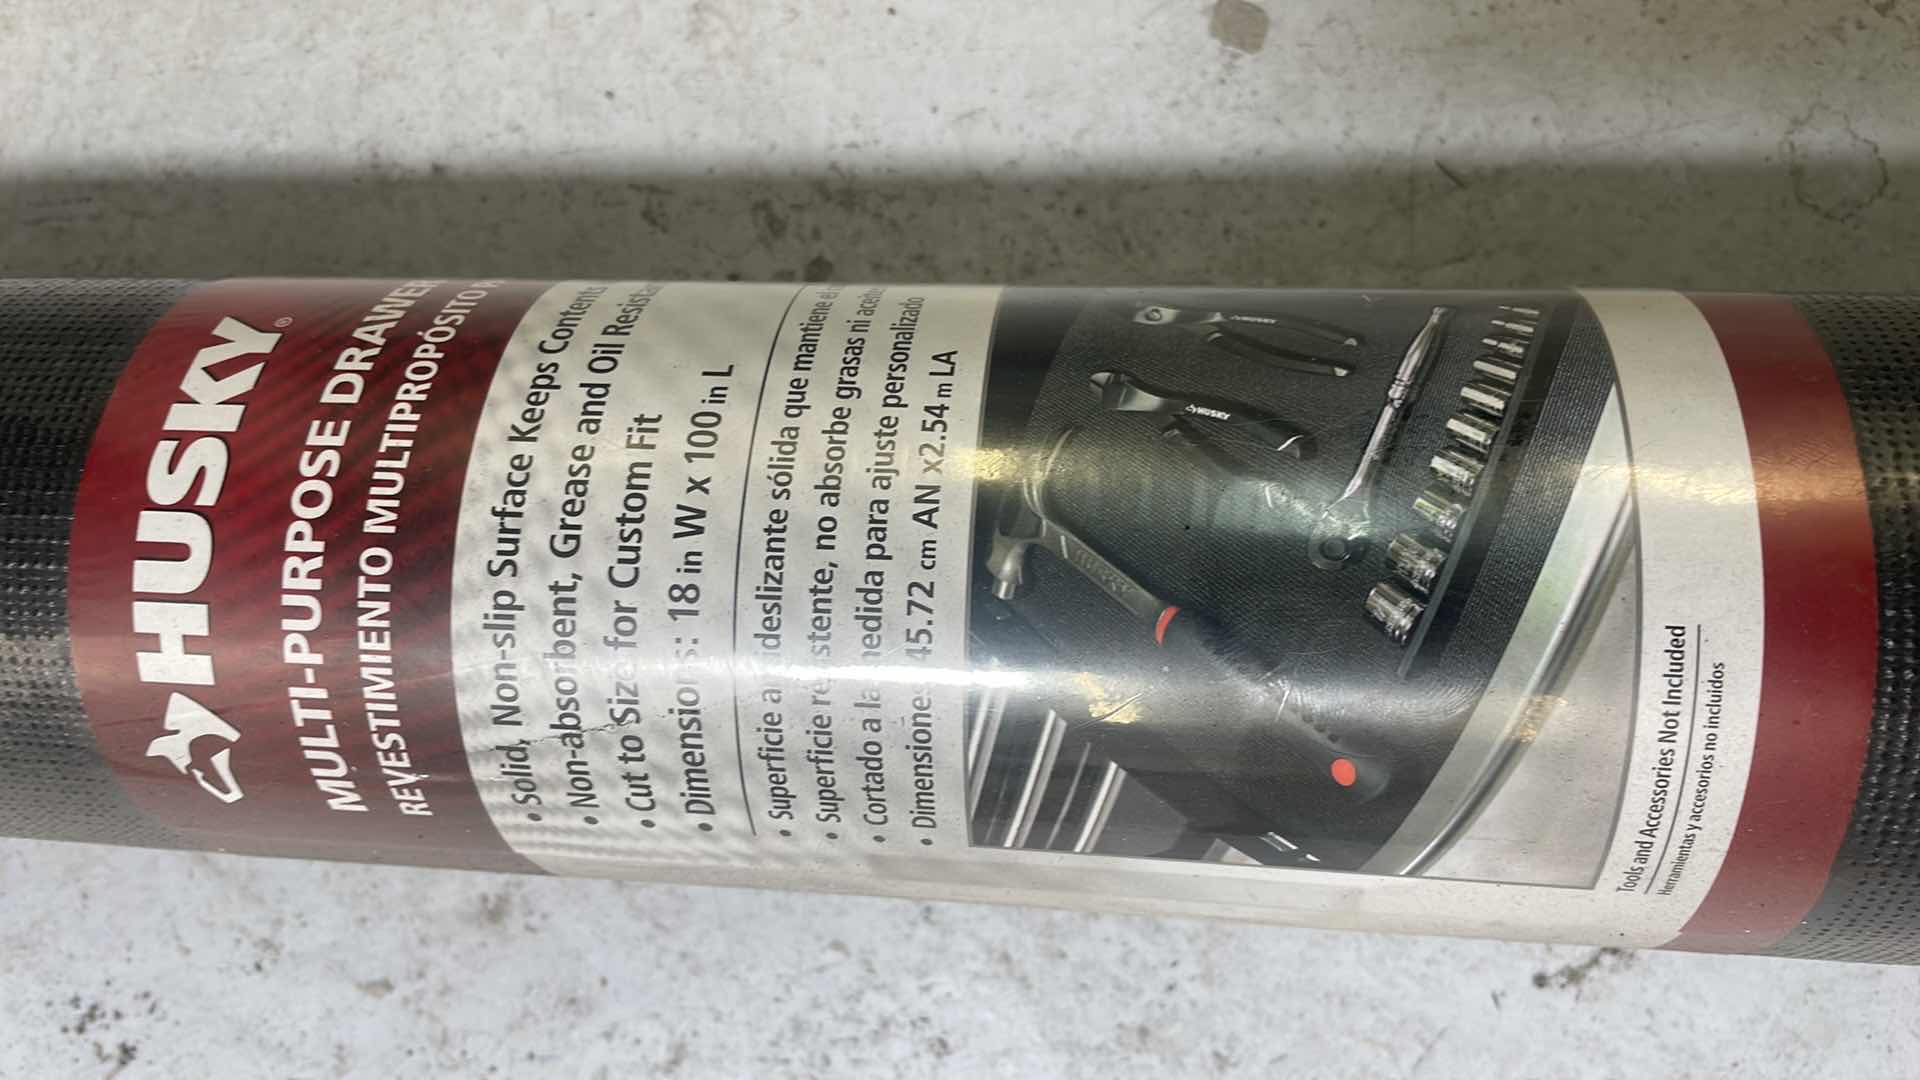 HUSKY®
MULTI-PURPOSE DRAWER
REVESTIMIENTO MULTIPROPÓSITO
• Solid, Non-slip Surface Keeps Contents
• Non-absorbent, Grease and Oil
• Cut to Size for Custom Fit
• Dimensions: 18 in W x 100 in L
• Superficie deslizante sólida que mantiene
• Superficie no absorbe grasas ni aceite
• Cortado a la medida para ajuste personalizado
• Dimensiones 45.72 cm AN x2.54 m LA
HUSKY
HUSKY
Tools and Accessories Not Included
Herramientas y accesorios no incluidos